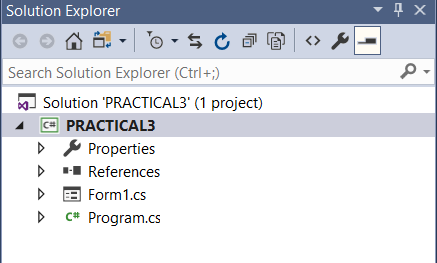 Solution Explorer
Search Solution Explorer (Ctrl+;)
Solution 'PRACTICAL3' (1 project)
C# PRACTICAL3
Properties
References
Form1.cs
C# Program.cs